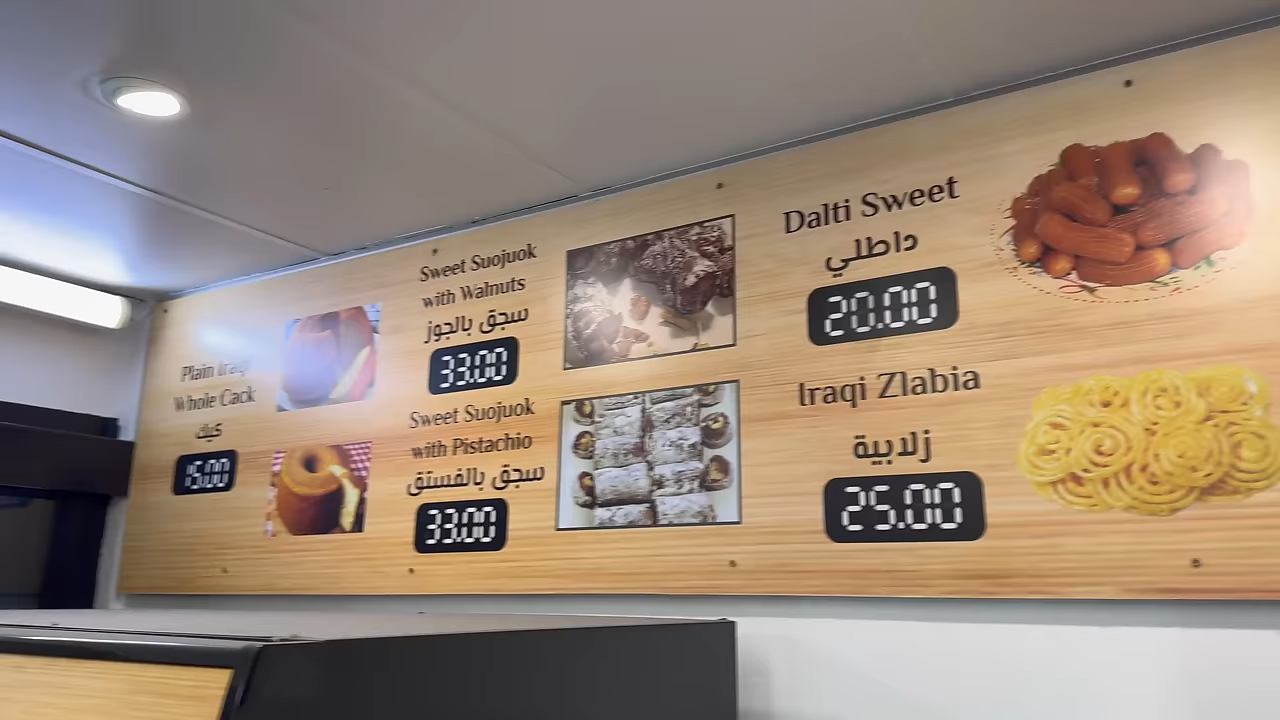 Plain Iraqi
Whole Cack
كيك
15.00
Sweet Suojuok
with Walnuts
سجق بالجوز
33.00
Sweet Suojuok
with Pistachio
سجق بالفستق
33.00
Dalti Sweet
داطلي
20.00
Iraqi Zlabia
زلابية
25.00